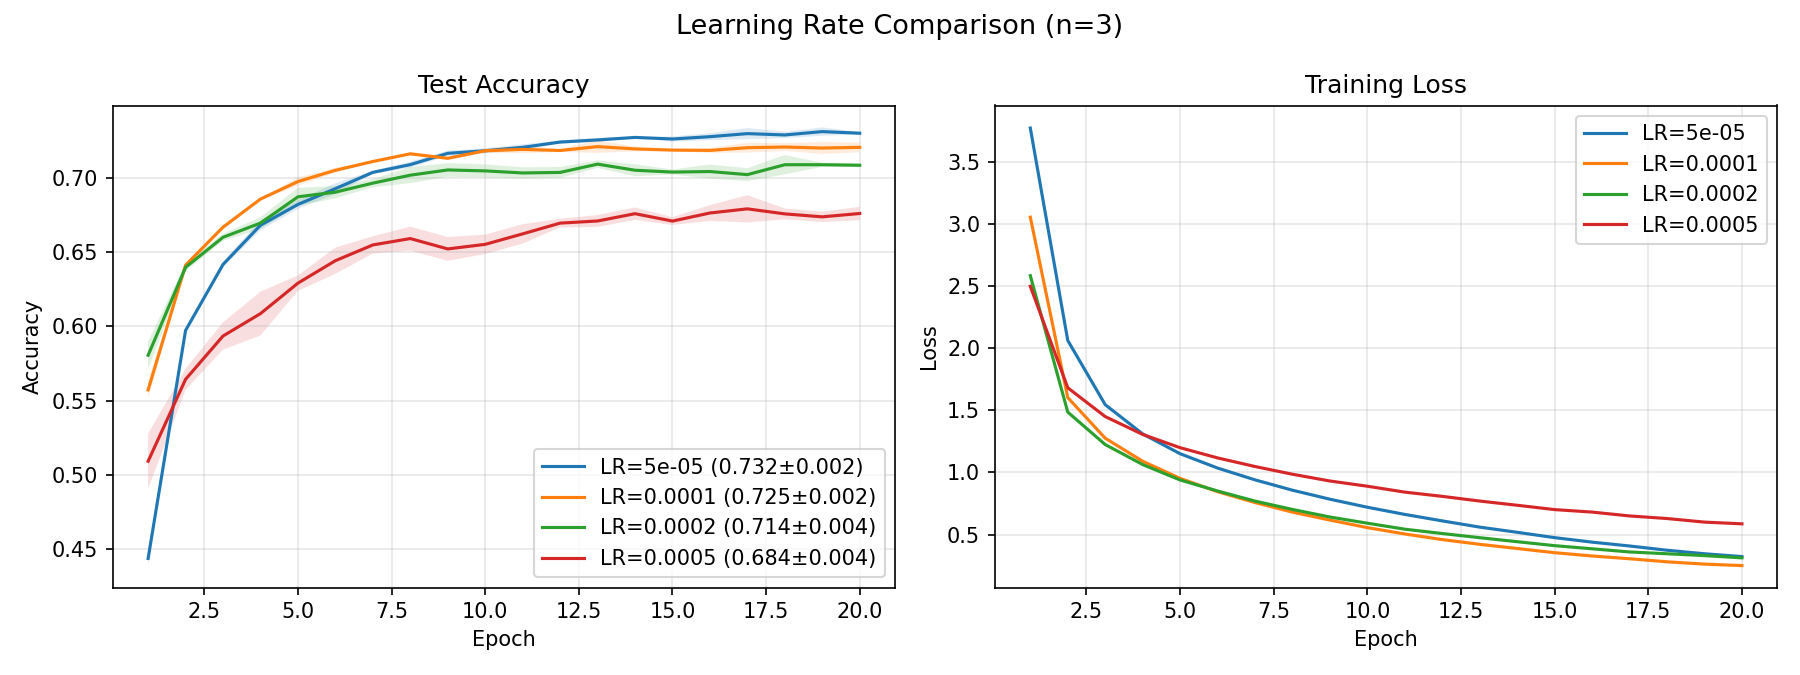 Learning Rate Comparison (n=3)
Test Accuracy
Accuracy
0.70
0.65
0.60
0.55
0.50
0.45
2.5 5.0 7.5 10.0 12.5 15.0 17.5 20.0
Epoch
LR=5e-05 (0.732±0.002)
LR=0.0001 (0.725±0.002)
LR=0.0002 (0.714±0.004)
LR=0.0005 (0.684±0.004)
Training Loss
Loss
3.5
3.0
2.5
2.0
1.5
1.0
0.5
2.5 5.0 7.5 10.0 12.5 15.0 17.5 20.0
Epoch
LR=5e-05
LR=0.0001
LR=0.0002
LR=0.0005